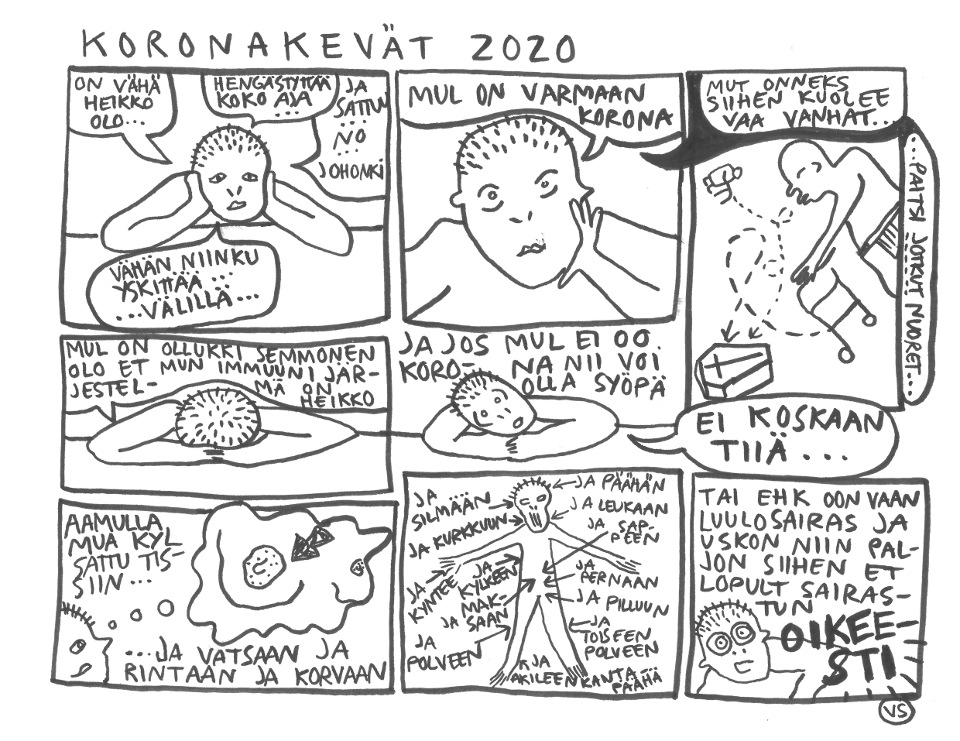 KORONAKEVÄT 2020
ON VÄHÄ
HEIKKO
OLO...
HENGÄSTYTTÄÄ
KOKO AJA
...
JA
SATTUU
NO
...
JOHONKI
VÄHÄN NIINKU
YSKITTÄÄ ...
...VÄLILLÄ...
MUL ON VARMAAN
KORONA
MUT ONNEKS
SIIHEN KUOLEE
VAA VANHAT...
...PAITSI JOTKUT NUORET...
MUL ON OLLUKKI SEMMONEN
OLO ET MUN IMMUUNIJÄR-
JESTEL-
MÄ ON
HEIKKO
JA JOS MUL EI OO
KORO-
NA NII VOI
OLLA SYÖPÄ
EI KOSKAAN
TIIÄ...
AAMULLA
MUA KYL
SATTU TIS-
SIIN...
...JA VATSAAN JA
RINTAAN JA KORVAAN
JA PÄÄHÄN
JA
SILMÄÄN
JA LEUKAAN
JA KURKKUUN
JA SAP-
PEEN
JA
KYNTEE
JA
KYLKEEN
JA
PERNAAN
JA MAK-
SAAN
JA PILLUUN
JA
POLVEEN
JA
TOISEEN
POLVEEN
JA
AKILEEN
KANTA-
PÄÄHÄ
TAI EHK OON VAAN
LUULOSAIRAS JA
USKON NIIN PAL-
JON SIIHEN ET
LOPULT SAIRAS-
TUN
OIKEE-
STI
VS